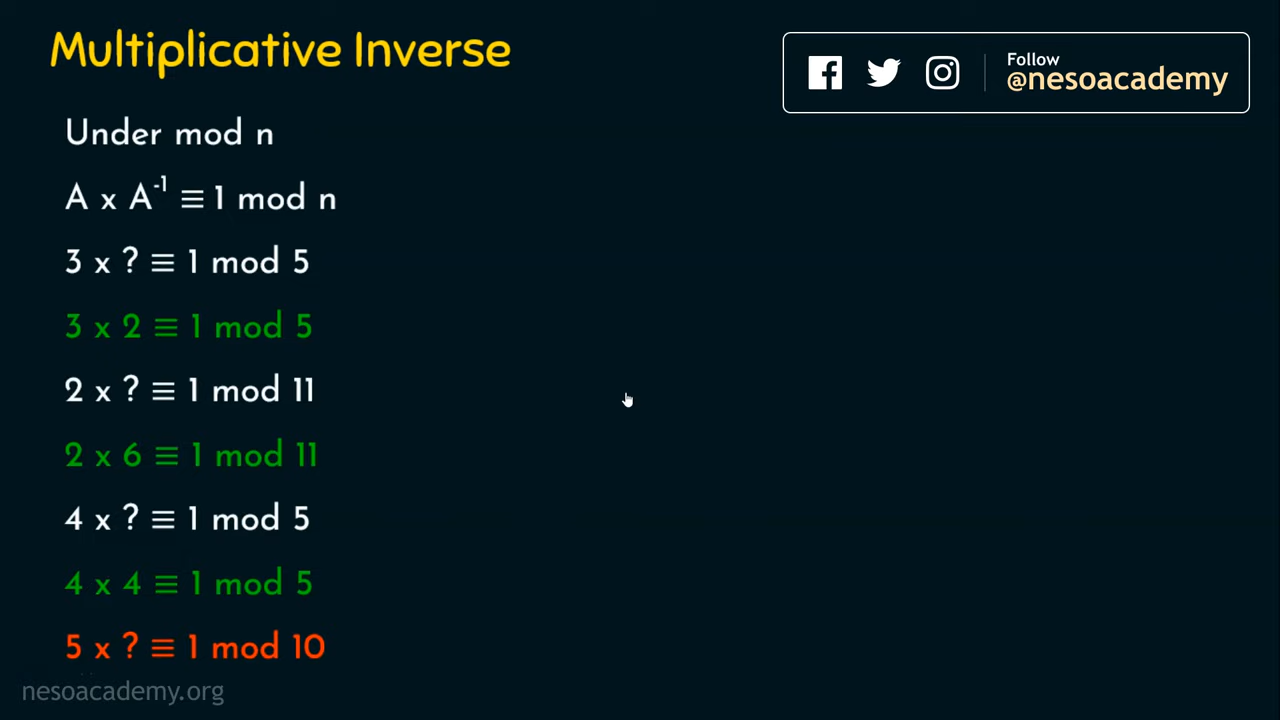 Multiplicative Inverse
Follow
@nesoacademy
Under mod n
A x A⁻¹ ≡ 1 mod n
3 x ? ≡ 1 mod 5
3 x 2 ≡ 1 mod 5
2 x ? ≡ 1 mod 11
2 x 6 ≡ 1 mod 11
4 x ? ≡ 1 mod 5
4 x 4 ≡ 1 mod 5
5 x ? ≡ 1 mod 10
nesoacademy.org